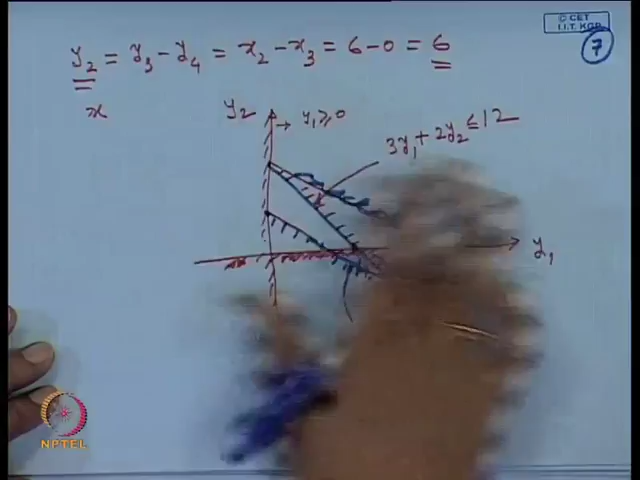 © CET
I.I.T. KGP
7
y₂ = y₃ - y₄ = x₂ - x₃ = 6 - 0 = 6
x
y₂
→ y₁ ≥ 0
3y₁ + 2y₂ ≤ 12
y₁
NPTEL